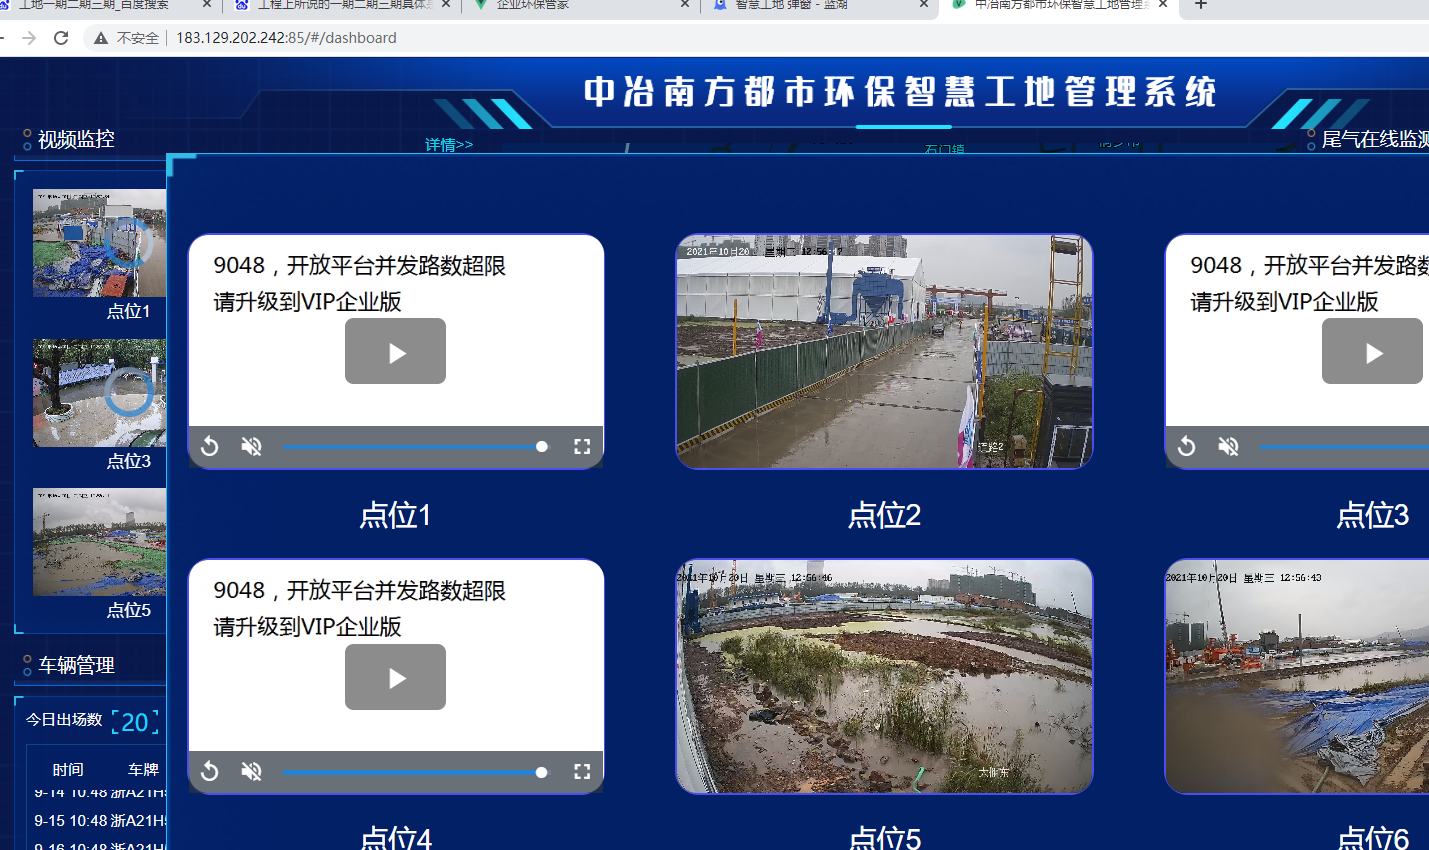 工地一期二期三期_百度搜索
工程上所说的一期二期三期具体是
企业环保管家
智慧工地 弹窗 - 蓝湖
中冶南方都市环保智慧工地管理系
不安全
183.129.202.242:85/#/dashboard
中冶南方都市环保智慧工地管理系统
视频监控
详情>>
石门镇
尾气在线监测
点位1
点位3
点位5
车辆管理
今日出场数
20
时间 车牌
9-14 10:48 浙A21H
9-15 10:48 浙A21H
9-16 10:48 浙A21H
9048，开放平台并发路数超限
请升级到VIP企业版
点位1
2021年10月20
12:56:42
道路2
点位2
9048，开放平台并发路数
请升级到VIP企业版
点位3
9048，开放平台并发路数超限
请升级到VIP企业版
点位4
2021年10月20日 星期三 12:56:46
点位5
2021年10月20日 星期三 12:56:43
点位6